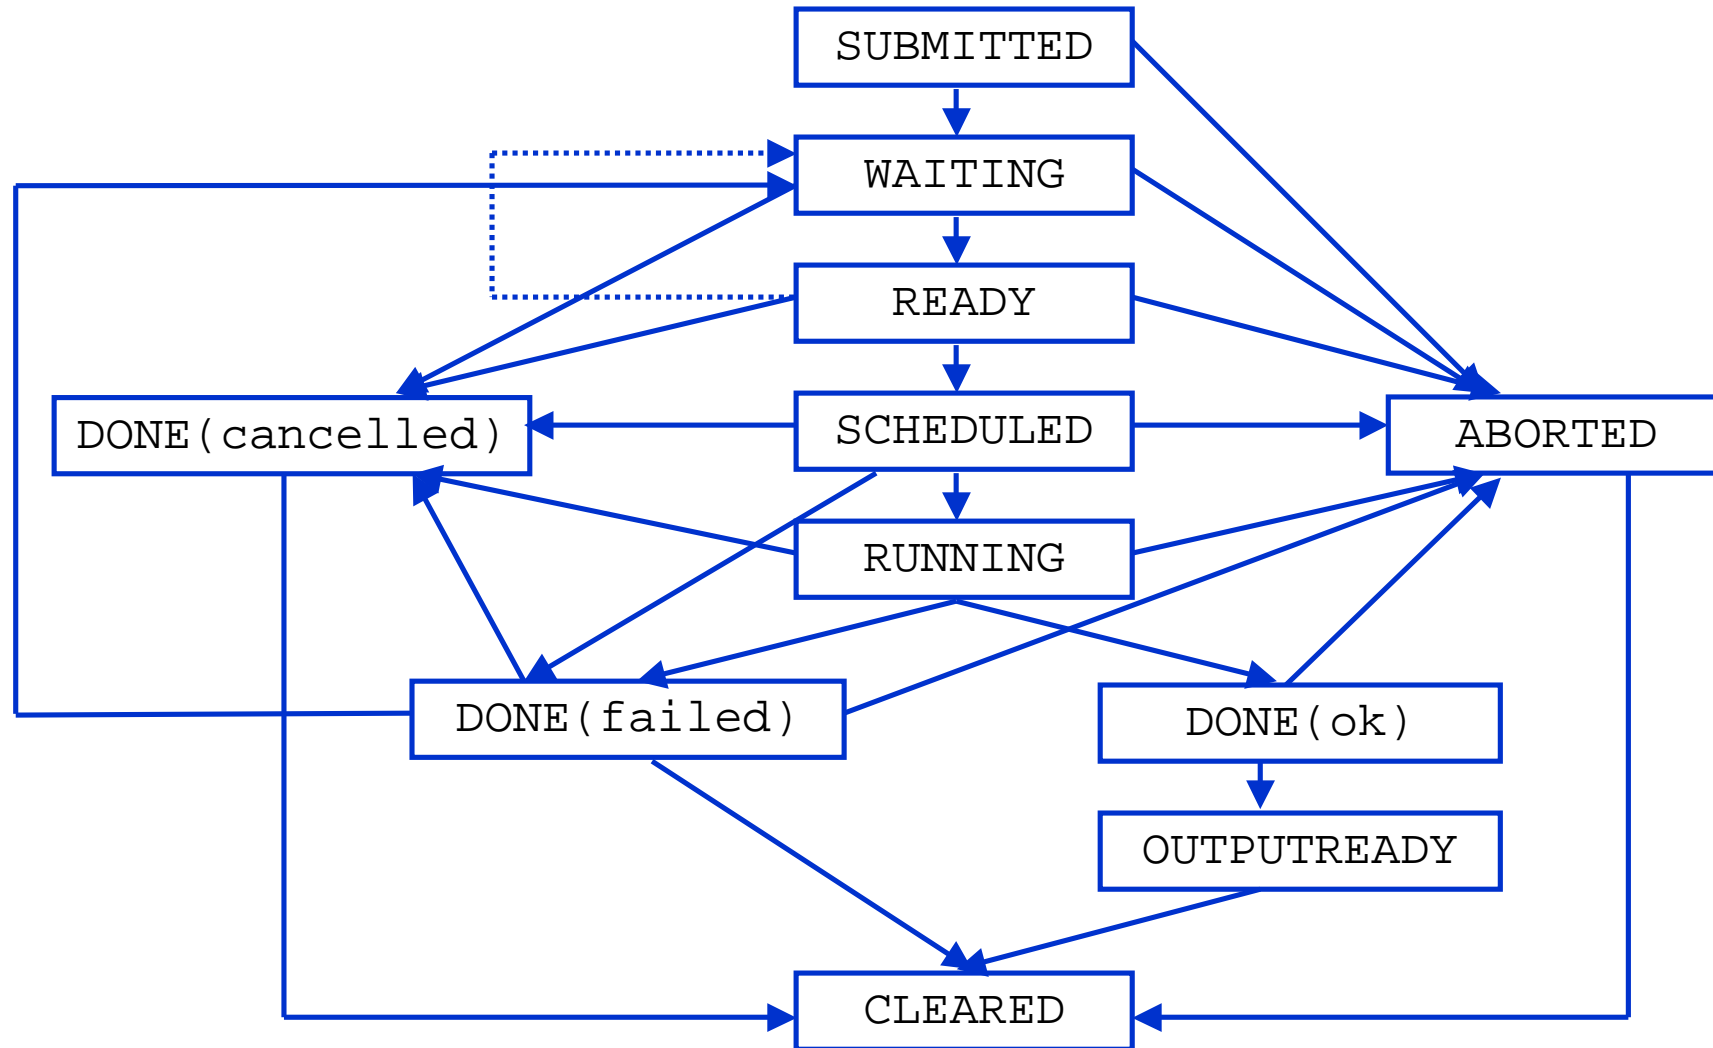 SUBMITTED
WAITING
READY
DONE(cancelled)
SCHEDULED
ABORTED
RUNNING
DONE(failed)
DONE(ok)
OUTPUTREADY
CLEARED